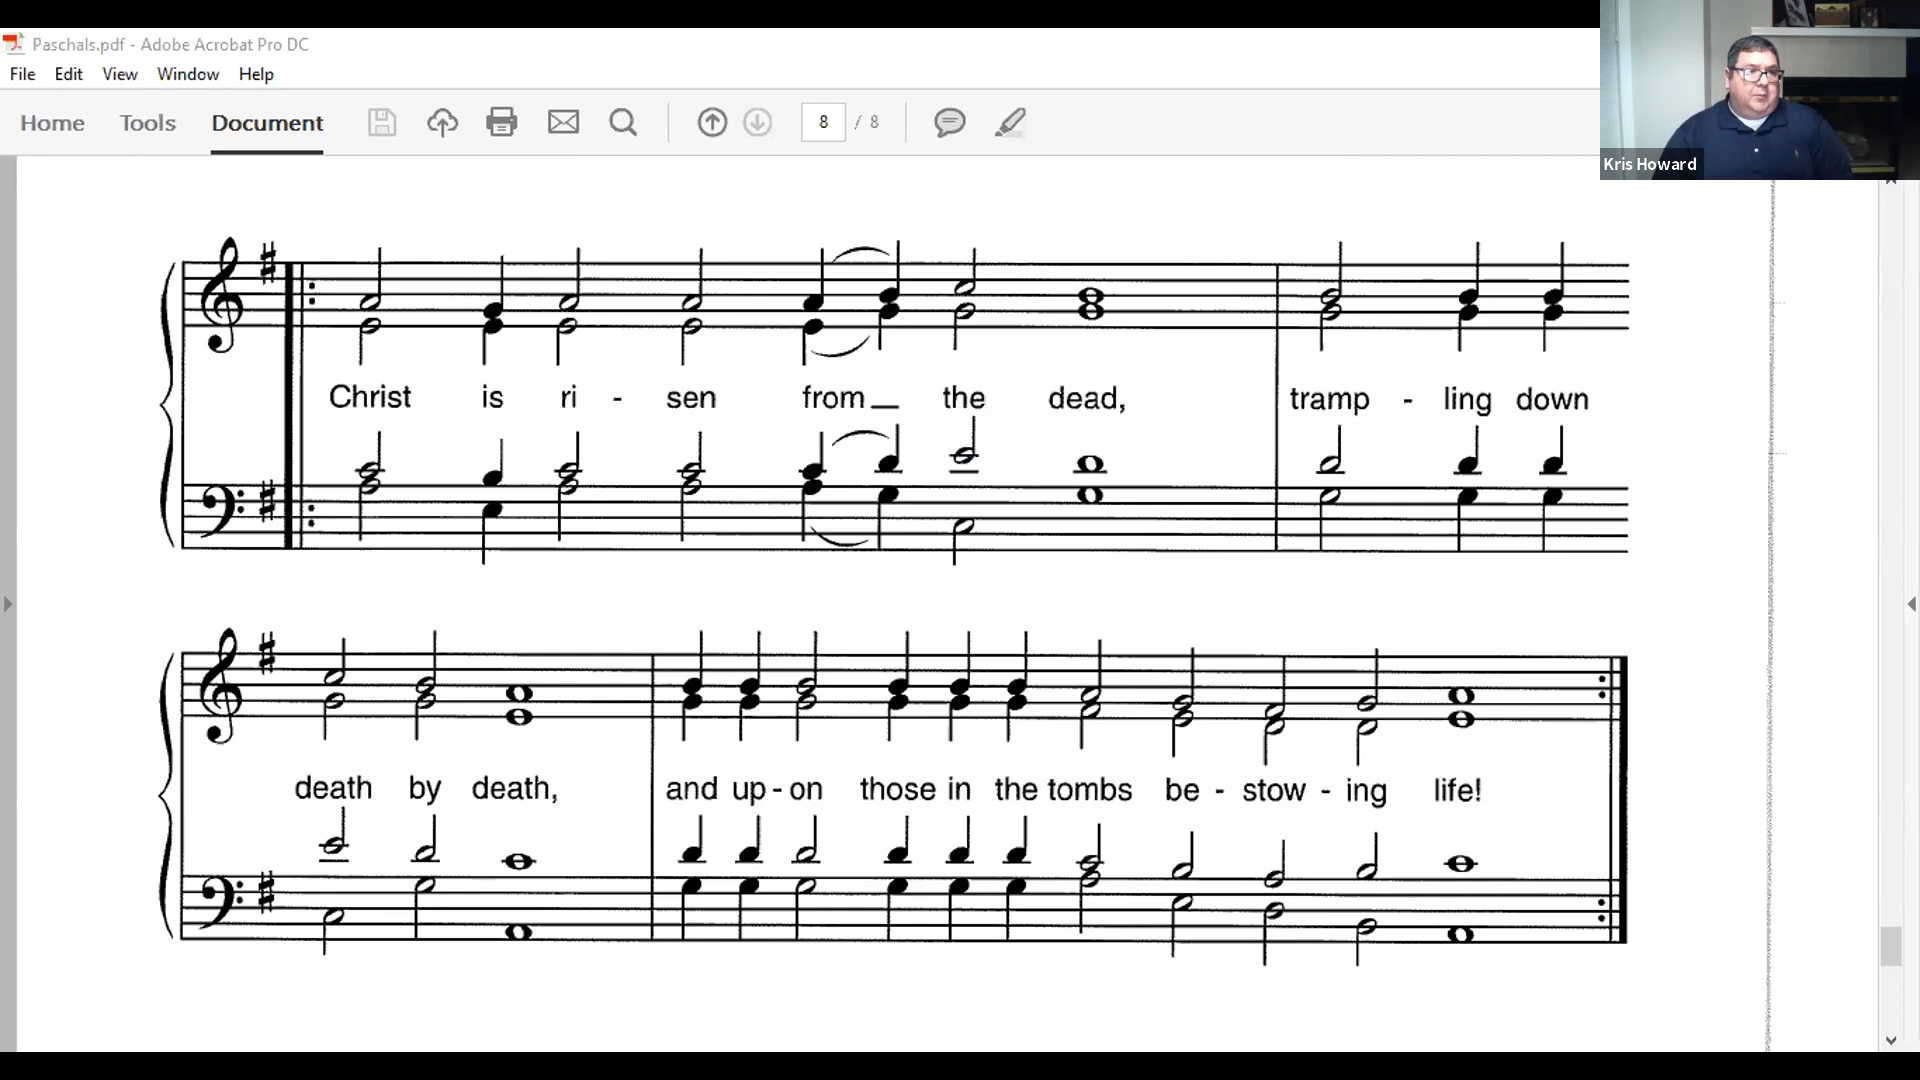 Paschals.pdf - Adobe Acrobat Pro DC
File Edit View Window Help
Home Tools Document 8 / 8
Kris Howard
Christ is ri - sen from the dead, tramp - ling down
death by death, and up - on those in the tombs be - stow - ing life!